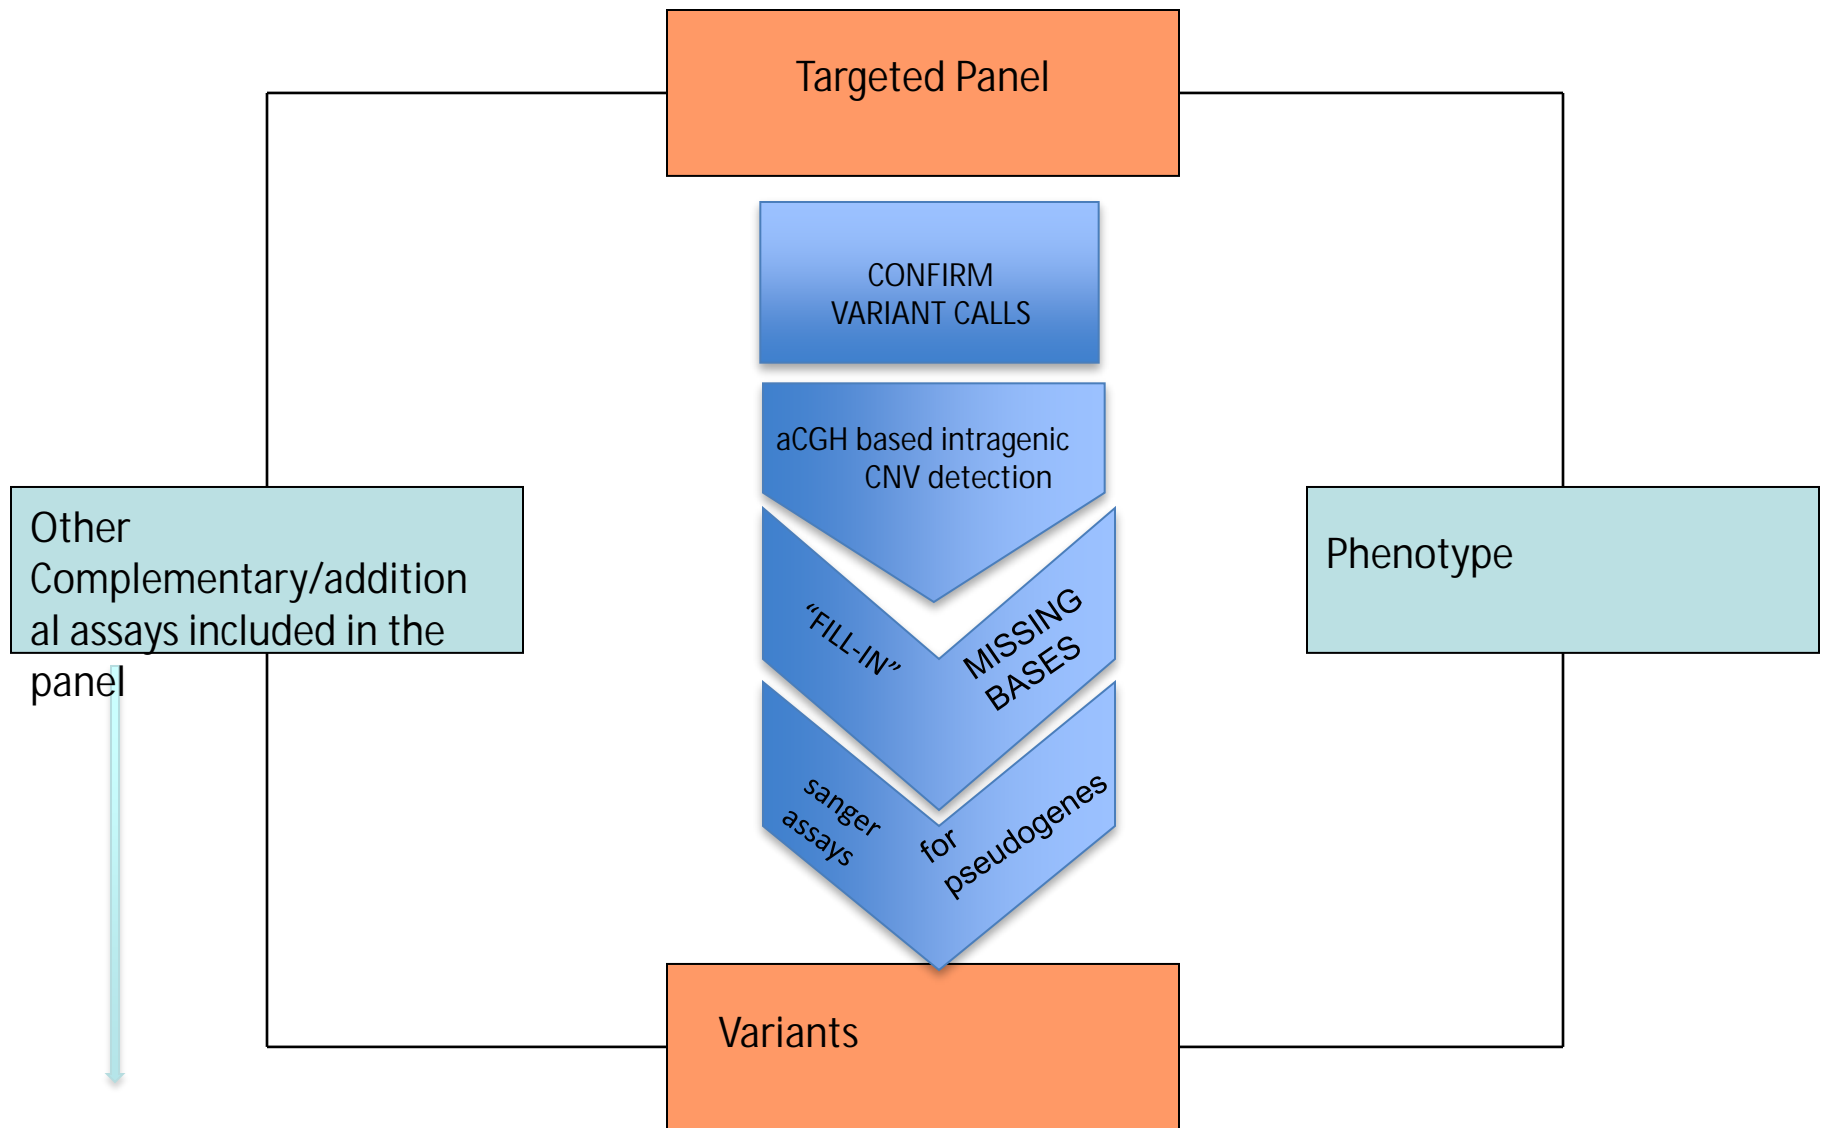 Targeted Panel
CONFIRM
VARIANT CALLS
aCGH based intragenic
CNV detection
Other
Complementary/addition
al assays included in the
panel
Phenotype
“FILL-IN”
MISSING
BASES
sanger
assays
for
pseudogenes
Variants